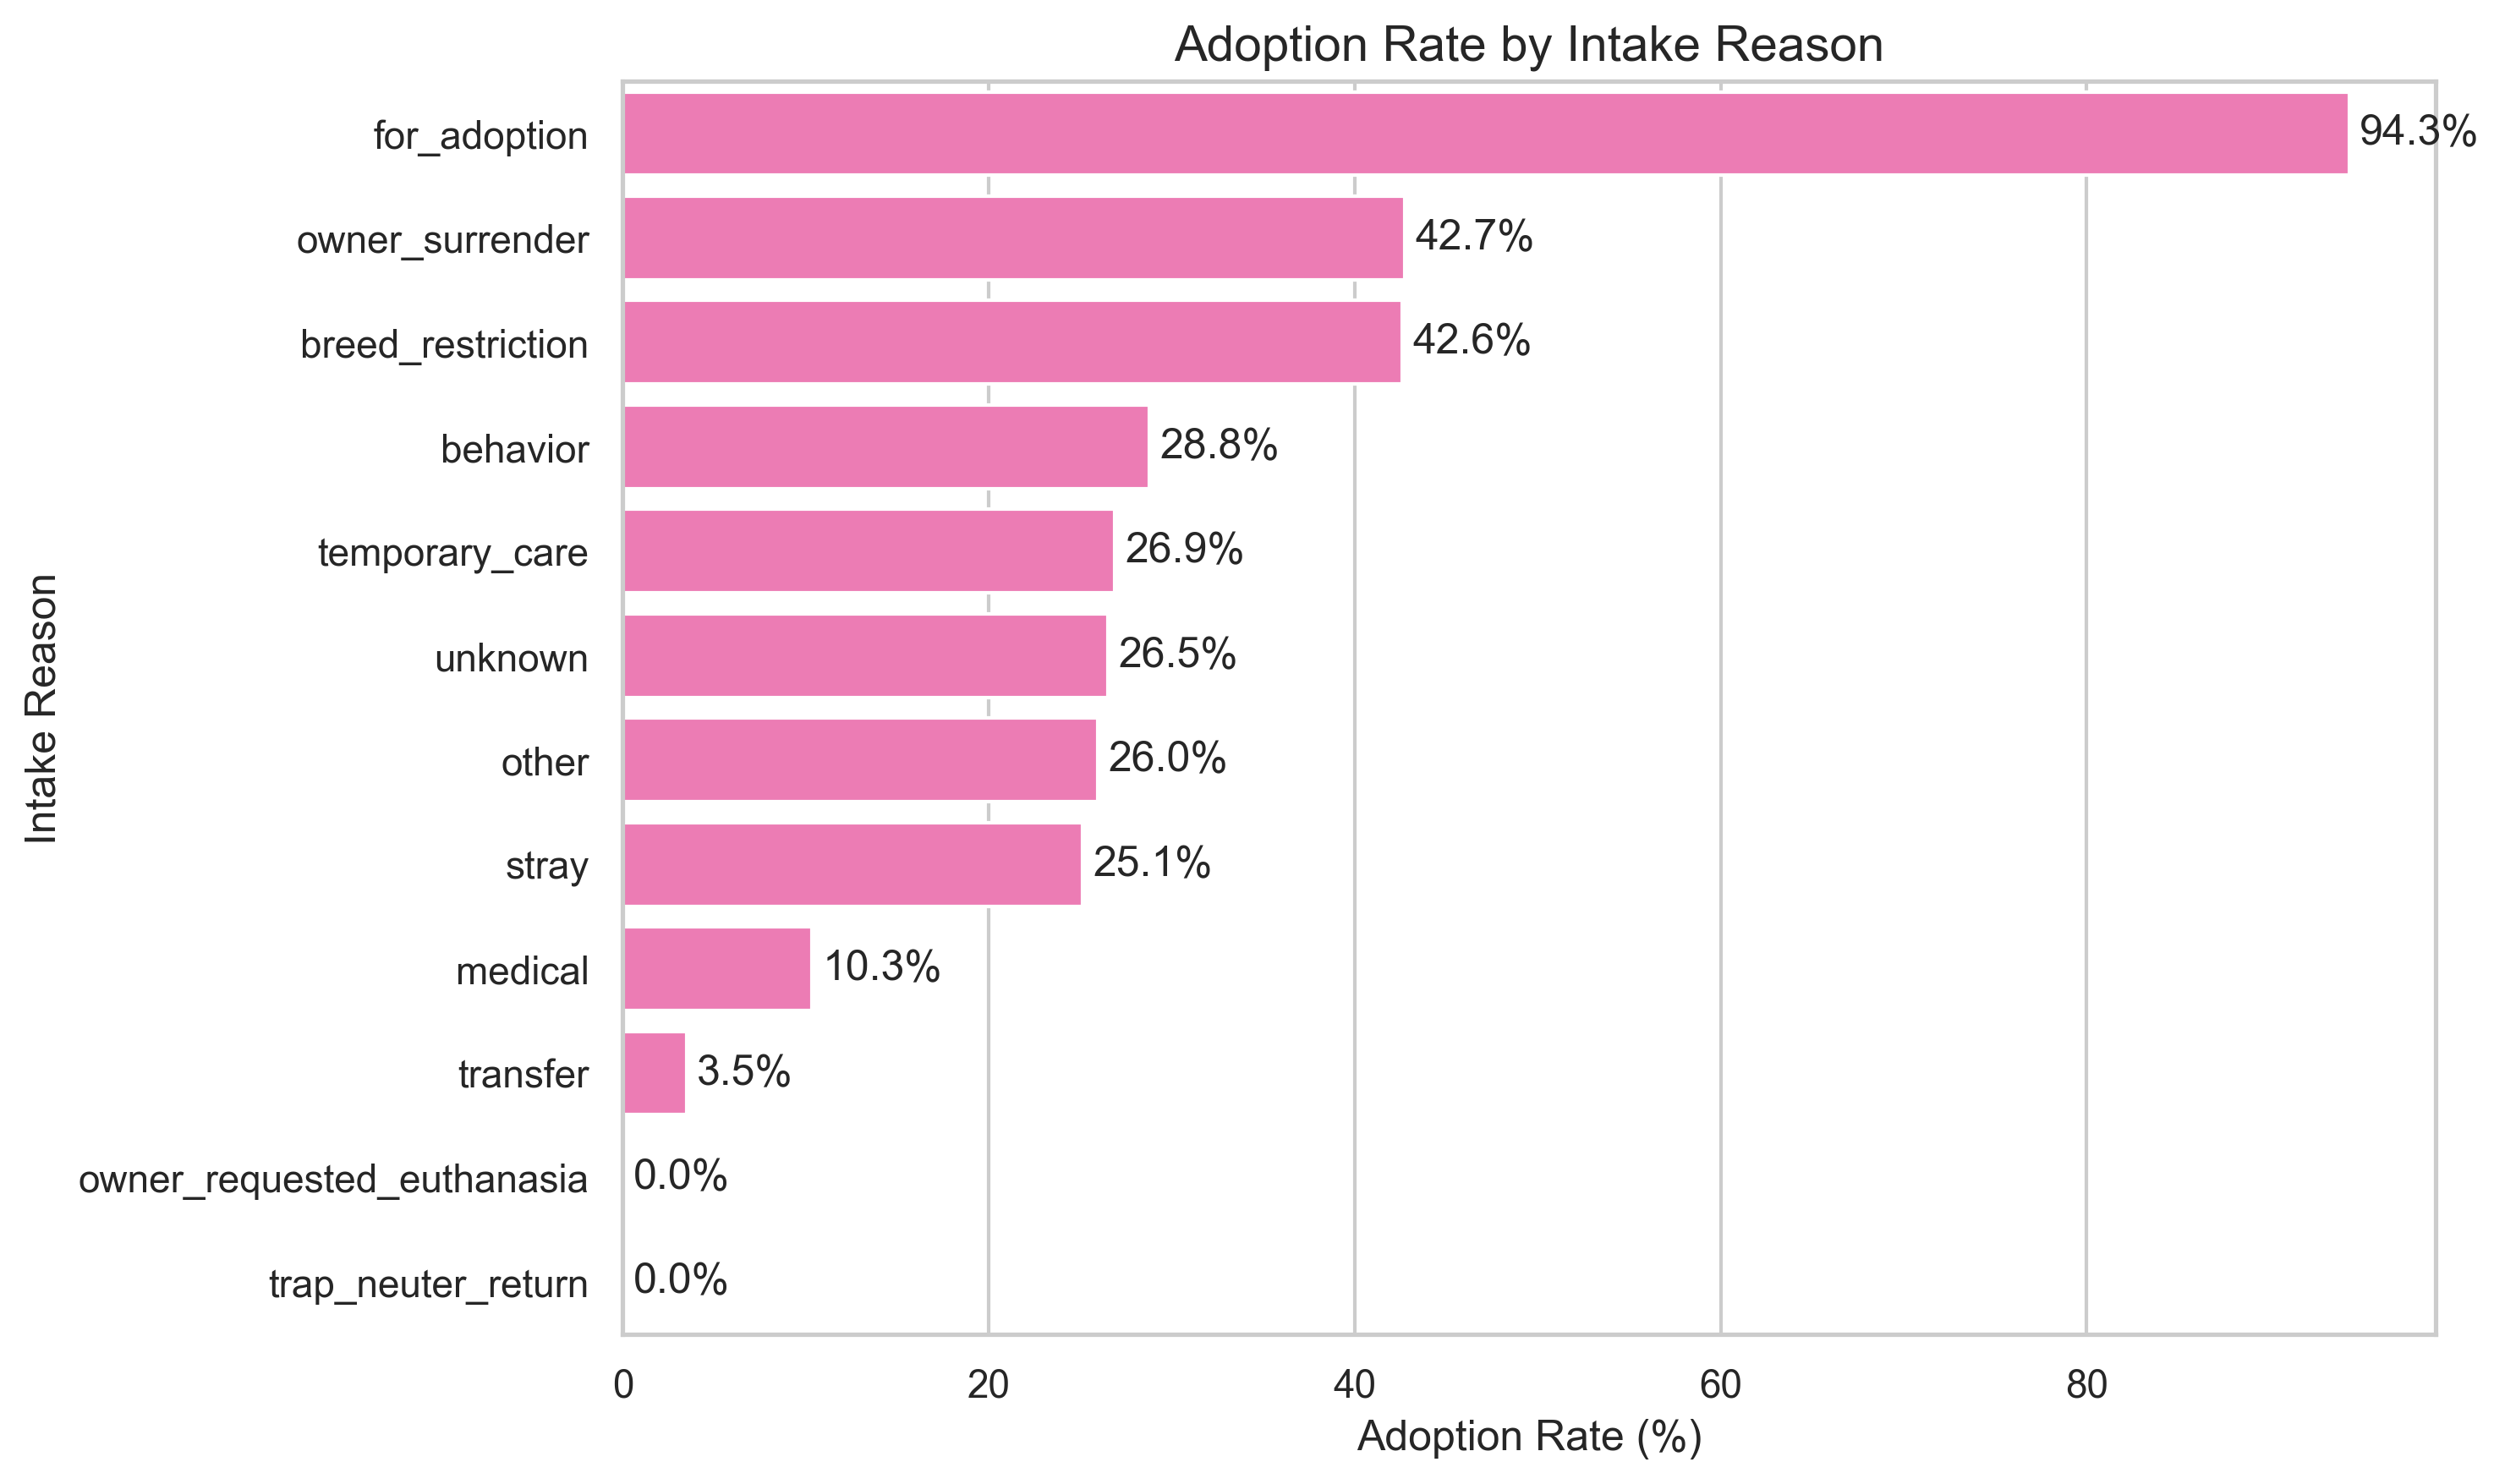 Adoption Rate by Intake Reason
for_adoption 94.3%
owner_surrender 42.7%
breed_restriction 42.6%
behavior 28.8%
temporary_care 26.9%
unknown 26.5%
other 26.0%
stray 25.1%
medical 10.3%
transfer 3.5%
owner_requested_euthanasia 0.0%
trap_neuter_return 0.0%
Intake Reason
0 20 40 60 80
Adoption Rate (%)